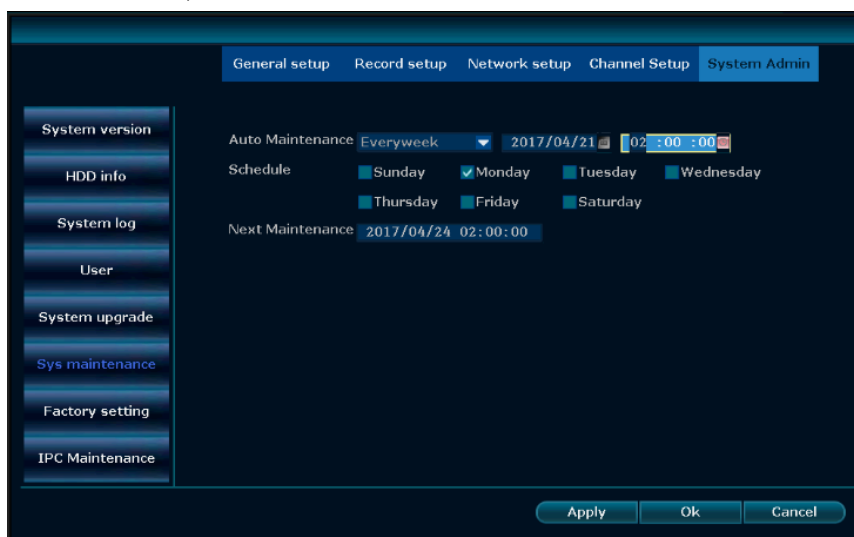 General setup Record setup Network setup Channel Setup System Admin
System version
HDD info
System log
User
System upgrade
Sys maintenance
Factory setting
IPC Maintenance
Auto Maintenance Everyweek 2017/04/21 02 :00 :00
Schedule Sunday Monday Tuesday Wednesday
Thursday Friday Saturday
Next Maintenance 2017/04/24 02:00:00
Apply Ok Cancel